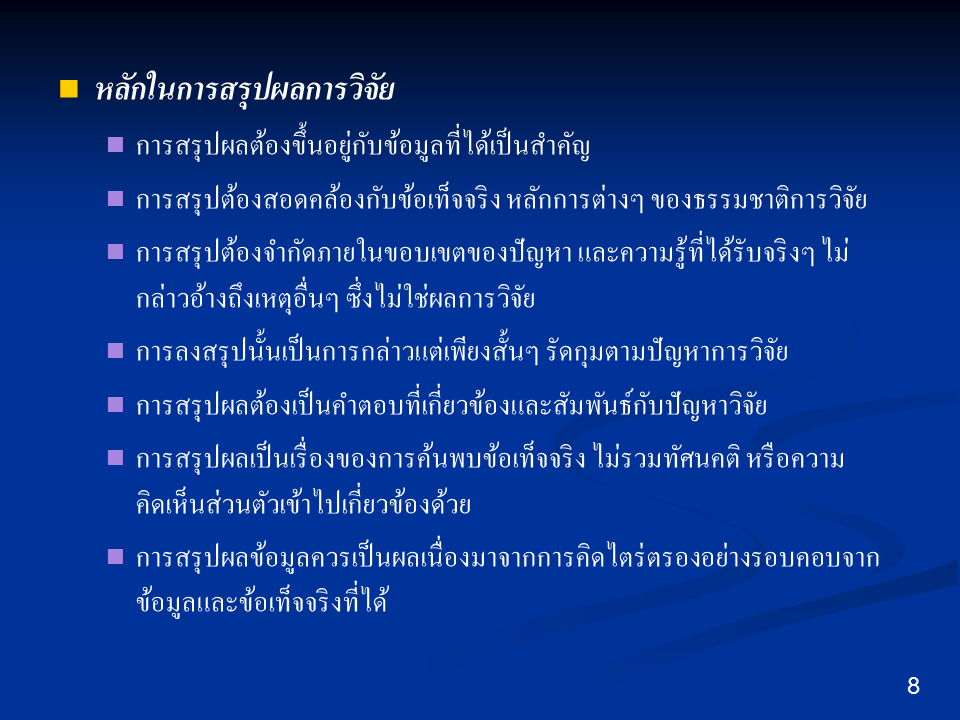 หลักในการสรุปผลการวิจัย
การสรุปผลต้องขึ้นอยู่กับข้อมูลที่ได้เป็นสำคัญ
การสรุปต้องสอดคล้องกับข้อเท็จจริง หลักการต่างๆ ของธรรมชาติการวิจัย
การสรุปต้องจำกัดภายในขอบเขตของปัญหา และความรู้ที่ได้รับจริงๆ ไม่
กล่าวอ้างถึงเหตุอื่นๆ ซึ่งไม่ใช่ผลการวิจัย
การลงสรุปนั้นเป็นการกล่าวแต่เพียงสั้นๆ รัดกุมตามปัญหาการวิจัย
การสรุปผลต้องเป็นคำตอบที่เกี่ยวข้องและสัมพันธ์กับปัญหาวิจัย
การสรุปผลเป็นเรื่องของการค้นพบข้อเท็จจริง ไม่รวมทัศนคติ หรือความ
คิดเห็นส่วนตัวเข้าไปเกี่ยวข้องด้วย
การสรุปผลข้อมูลควรเป็นผลเนื่องมาจากการคิดไตร่ตรองอย่างรอบคอบจาก
ข้อมูลและข้อเท็จจริงที่ได้
8